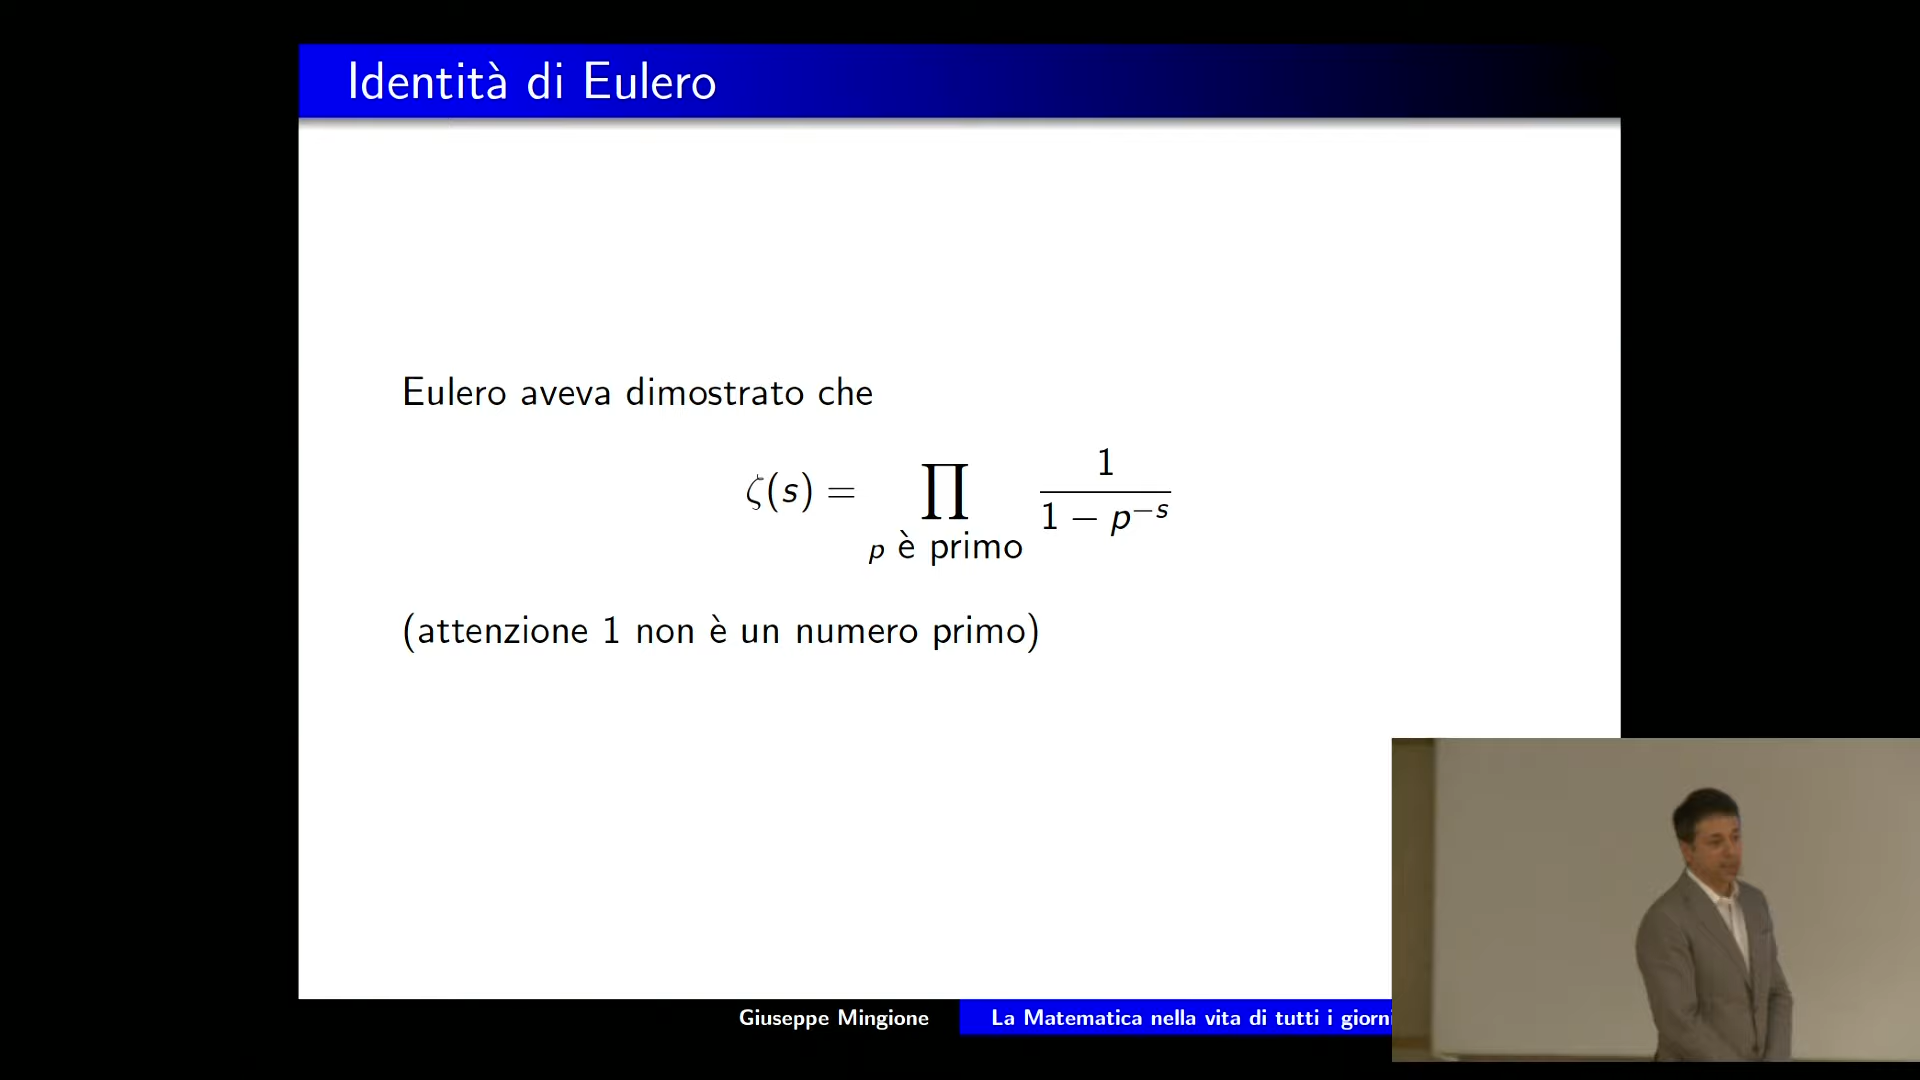 Identità di Eulero
Eulero aveva dimostrato che
ζ(s) = ∏ 1 / (1 − p⁻ˢ)
p è primo
(attenzione 1 non è un numero primo)
Giuseppe Mingione
La Matematica nella vita di tutti i giorni